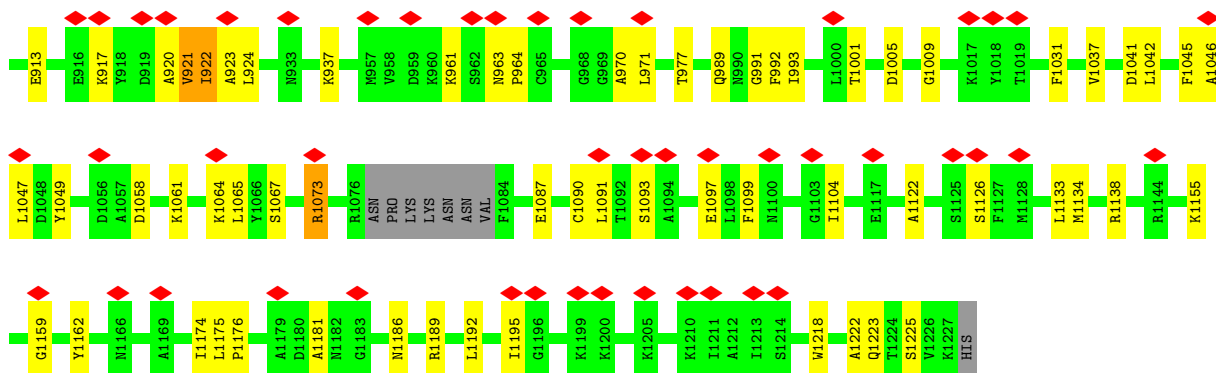 E913 E916 K917 Y918 D919 A920 V921 I922 A923 L924 N933 K937 M957 V958 D959 K960 K961 S962 N963 P964 C965 G968 G969 A970 L971 T977 Q989 N990 G991 F992 I993 L1000 T1001 D1005 G1009 K1017 Y1018 T1019 F1031 V1037 D1041 L1042 F1045 A1046
L1047 D1048 Y1049 D1056 A1057 D1058 K1061 K1064 L1065 Y1066 S1067 R1073 R1076 ASN PRO LYS LYS ASN ASN VAL F1084 E1087 C1090 L1091 T1092 S1093 A1094 E1097 L1098 F1099 N1100 G1103 I1104 E1117 A1122 S1125 S1126 F1127 M1128 L1133 M1134 R1138 R1144 K1155
G1159 Y1162 N1166 A1169 I1174 L1175 P1176 A1179 D1180 A1181 N1182 G1183 N1186 R1189 L1192 I1195 G1196 K1199 K1200 K1205 K1210 I1211 A1212 I1213 S1214 W1218 A1222 Q1223 T1224 S1225 V1226 K1227 HIS